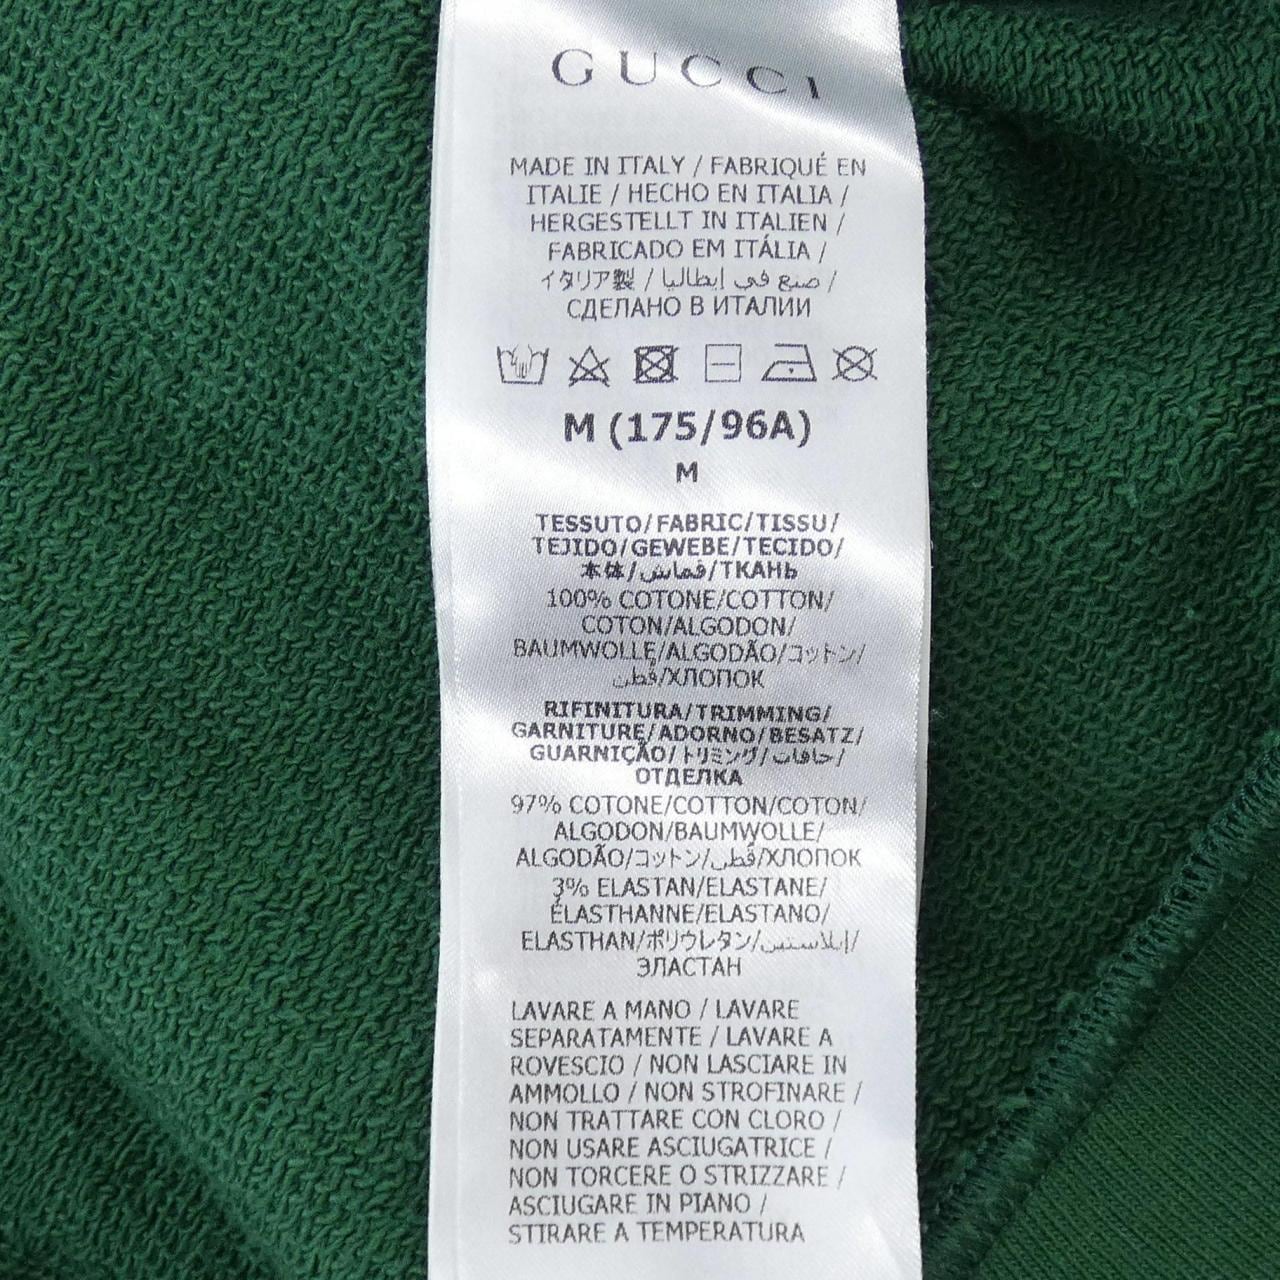 GUCCI
MADE IN ITALY / FABRIQUÉ EN
ITALIE / HECHO EN ITALIA /
HERGESTELLT IN ITALIEN /
FABRICADO EM ITÁLIA /
イタリア製 / صنع في إيطاليا /
СДЕЛАНО В ИТАЛИИ
M (175/96A)
M
TESSUTO/FABRIC/TISSU/
TEJIDO/GEWEBE/TECIDO/
本体/قماش/ТКАНЬ
100% COTONE/COTTON/
COTON/ALGODON/
BAUMWOLLE/ALGODÃO/コットン/
قطن/ХЛОПОК
RIFINITURA/TRIMMING/
GARNITURE/ADORNO/BESATZ/
GUARNIÇÃO/トリミング/حافات/
ОТДЕЛКА
97% COTONE/COTTON/COTON/
ALGODON/BAUMWOLLE/
ALGODÃO/コットン/قطن/ХЛОПОК
3% ELASTAN/ELASTANE/
ÉLASTHANNE/ELASTANO/
ELASTHAN/ポリウレタン/إيلاستين/
ЭЛАСТАН
LAVARE A MANO / LAVARE
SEPARATAMENTE / LAVARE A
ROVESCIO / NON LASCIARE IN
AMMOLLO / NON STROFINARE /
NON TRATTARE CON CLORO /
NON USARE ASCIUGATRICE /
NON TORCERE O STRIZZARE /
ASCIUGARE IN PIANO /
STIRARE A TEMPERATURA